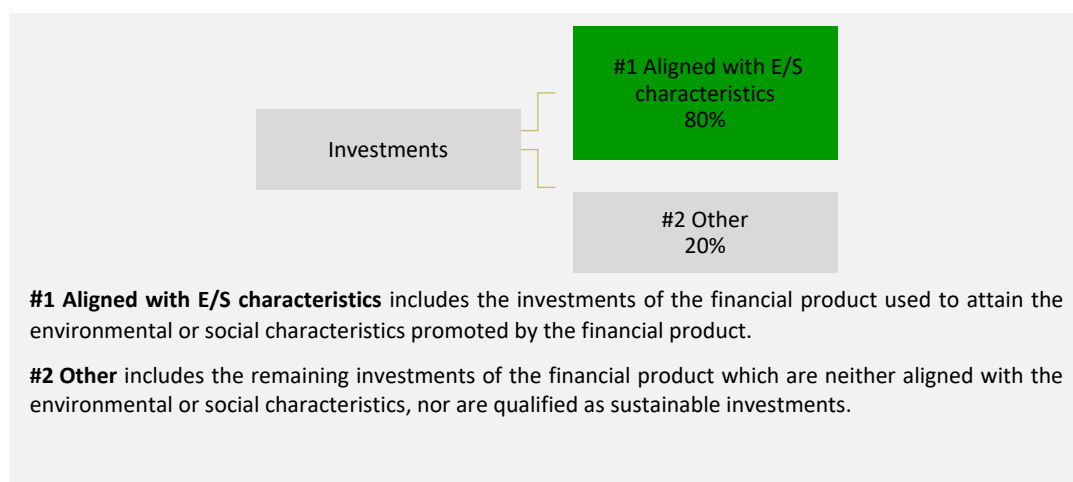 #1 Aligned with E/S
characteristics
80%
Investments
#2 Other
20%
#1 Aligned with E/S characteristics includes the investments of the financial product used to attain the
environmental or social characteristics promoted by the financial product.
#2 Other includes the remaining investments of the financial product which are neither aligned with the
environmental or social characteristics, nor are qualified as sustainable investments.